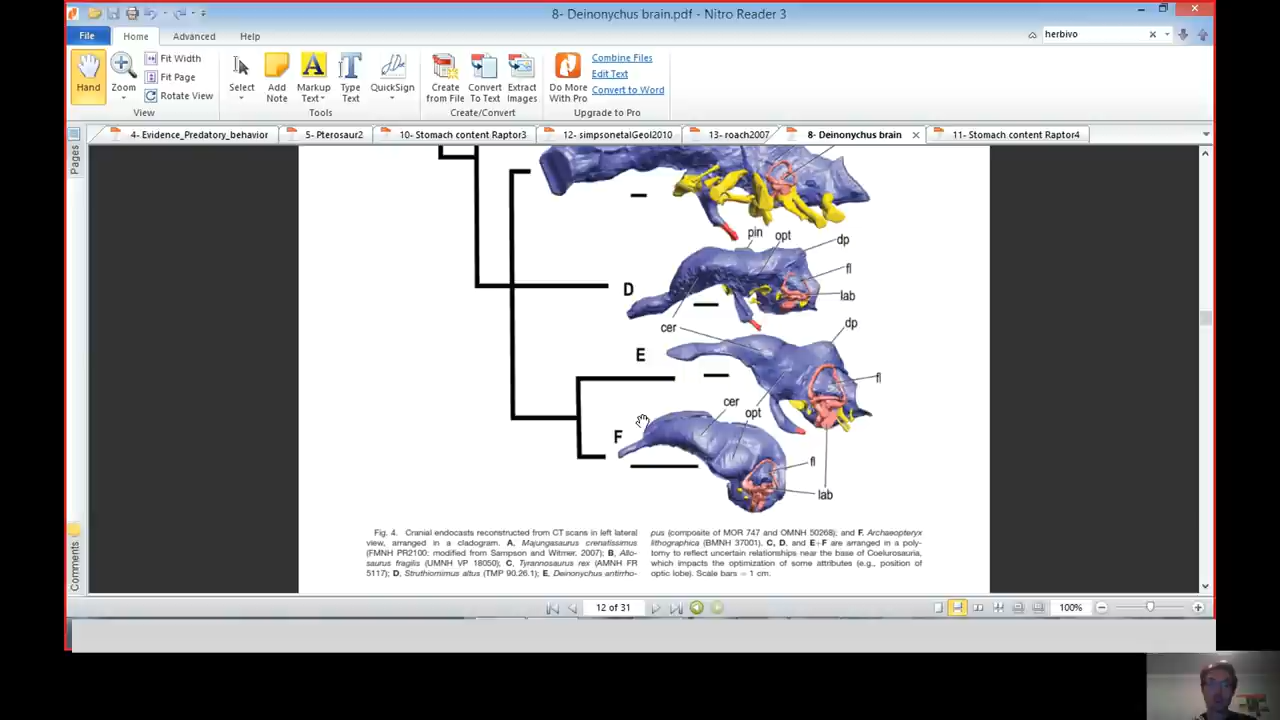 8- Deinonychus brain.pdf - Nitro Reader 3
File Home Advanced Help
herbivo
Hand
Zoom
Fit Width
Fit Page
Rotate View
View
Select
Add Note
Markup Text
Type Text
QuickSign
Tools
Create from File
Convert To Text
Extract Images
Create/Convert
Do More With Pro
Combine Files
Edit Text
Convert to Word
Upgrade to Pro
4- Evidence_Predatory_behavior
5- Pterosaur2
10- Stomach content Raptor3
12- simpsonetalGeol2010
13- roach2007
8- Deinonychus brain
11- Stomach content Raptor4
Pages
Comments
pin opt dp
fl
D
lab
cer
dp
E
fl
cer
opt
F
fl
lab
Fig. 4. Cranial endocasts reconstructed from CT scans in left lateral
view, arranged in a cladogram. A, Majungasaurus crenatissimus
(FMNH PR2100; modified from Sampson and Witmer, 2007); B, Allo-
saurus fragilis (UMNH VP 18050); C, Tyrannosaurus rex (AMNH FR
5117); D, Struthiomimus altus (TMP 90.26.1); E, Deinonychus antirrho-
pus (composite of MOR 747 and OMNH 50268); and F, Archaeopteryx
lithographica (BMNH 37001). C, D, and E+F are arranged in a poly-
tomy to reflect uncertain relationships near the base of Coelurosauria,
which impacts the optimization of some attributes (e.g., position of
optic lobe). Scale bars = 1 cm.
12 of 31
100%